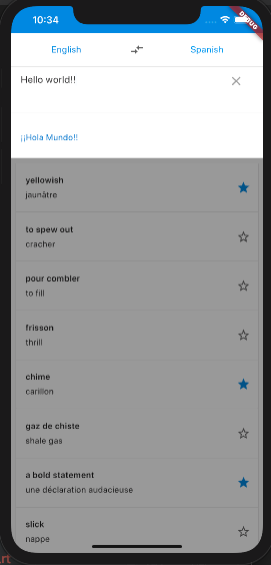 10:34
DEBUG
English
Spanish
Hello world!!
¡¡Hola Mundo!!
yellowish
jaunâtre
to spew out
cracher
pour combler
to fill
frisson
thrill
chime
carillon
gaz de chiste
shale gas
a bold statement
une déclaration audacieuse
slick
nappe
rt